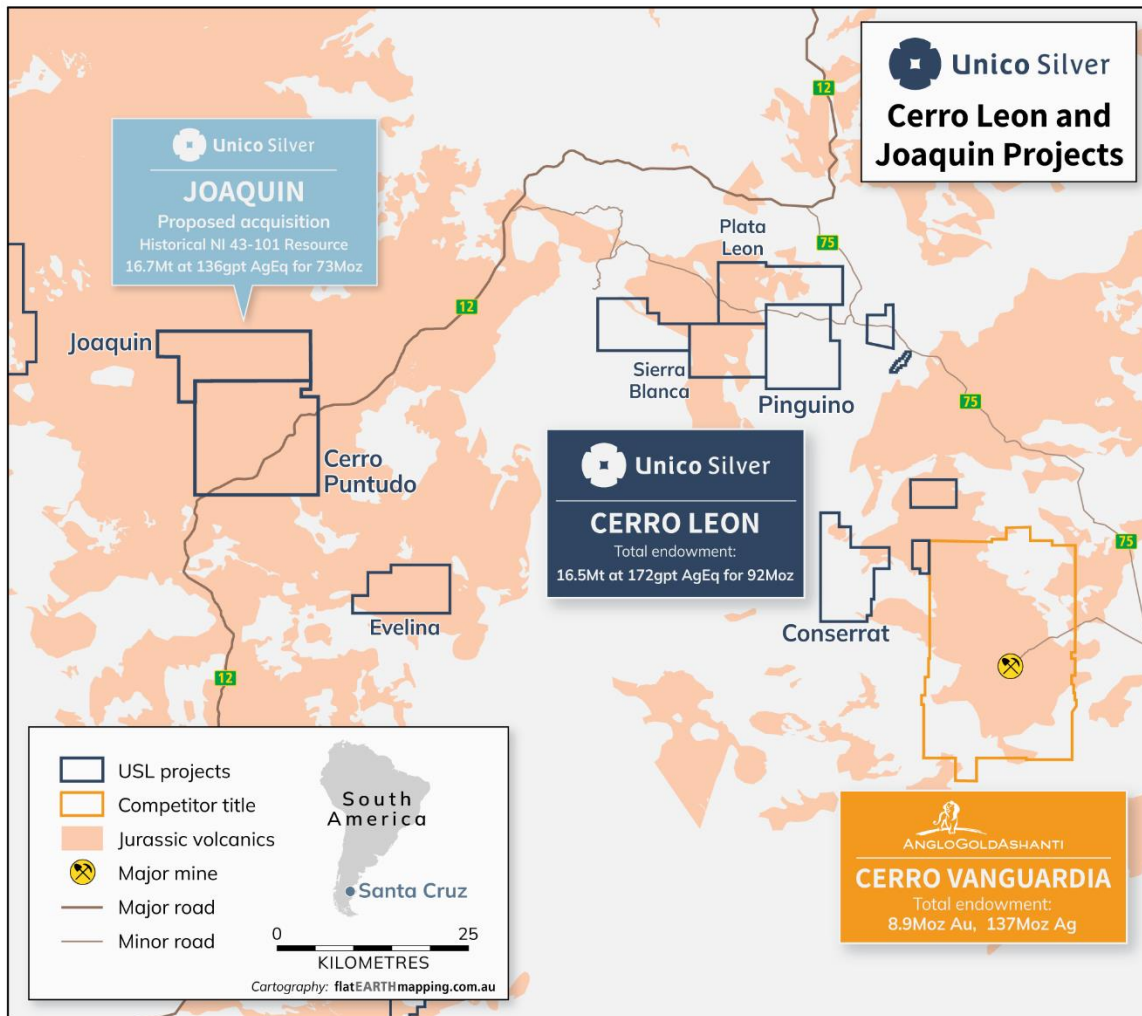 Unico Silver
Cerro Leon and
Joaquin Projects
12
Unico Silver
JOAQUIN
Proposed acquisition
Historical NI 43-101 Resource
16.7Mt at 136gpt AgEq for 73Moz
Plata
Leon
75
12
Joaquin
Sierra
Blanca
Pinguino
75
Cerro
Puntudo
Unico Silver
CERRO LEON
Total endowment:
16.5Mt at 172gpt AgEq for 92Moz
75
Evelina
Conserrat
12
USL projects
Competitor title
Jurassic volcanics
Major mine
Major road
Minor road
South
America
Santa Cruz
0 25
KILOMETRES
Cartography: flatEARTHmapping.com.au
ANGLOGOLDASHANTI
CERRO VANGUARDIA
Total endowment:
8.9Moz Au, 137Moz Ag